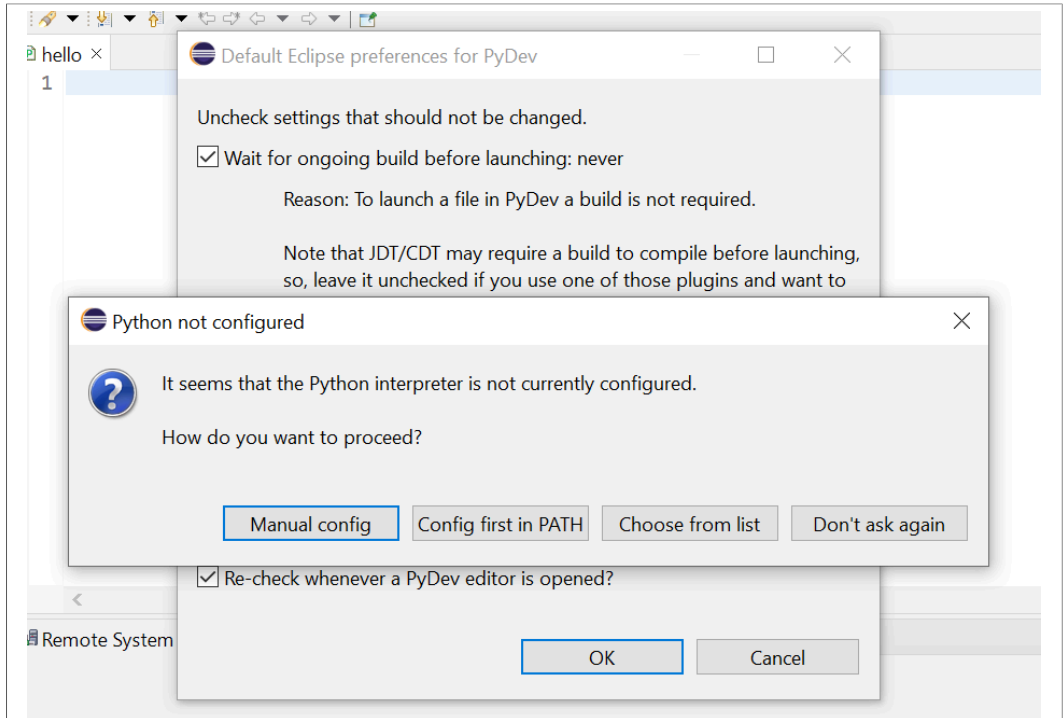 hello
1
Default Eclipse preferences for PyDev
Uncheck settings that should not be changed.
Wait for ongoing build before launching: never
Reason: To launch a file in PyDev a build is not required.
Note that JDT/CDT may require a build to compile before launching,
so, leave it unchecked if you use one of those plugins and want to
Python not configured
It seems that the Python interpreter is not currently configured.
How do you want to proceed?
Manual config
Config first in PATH
Choose from list
Don't ask again
Re-check whenever a PyDev editor is opened?
Remote System
OK
Cancel